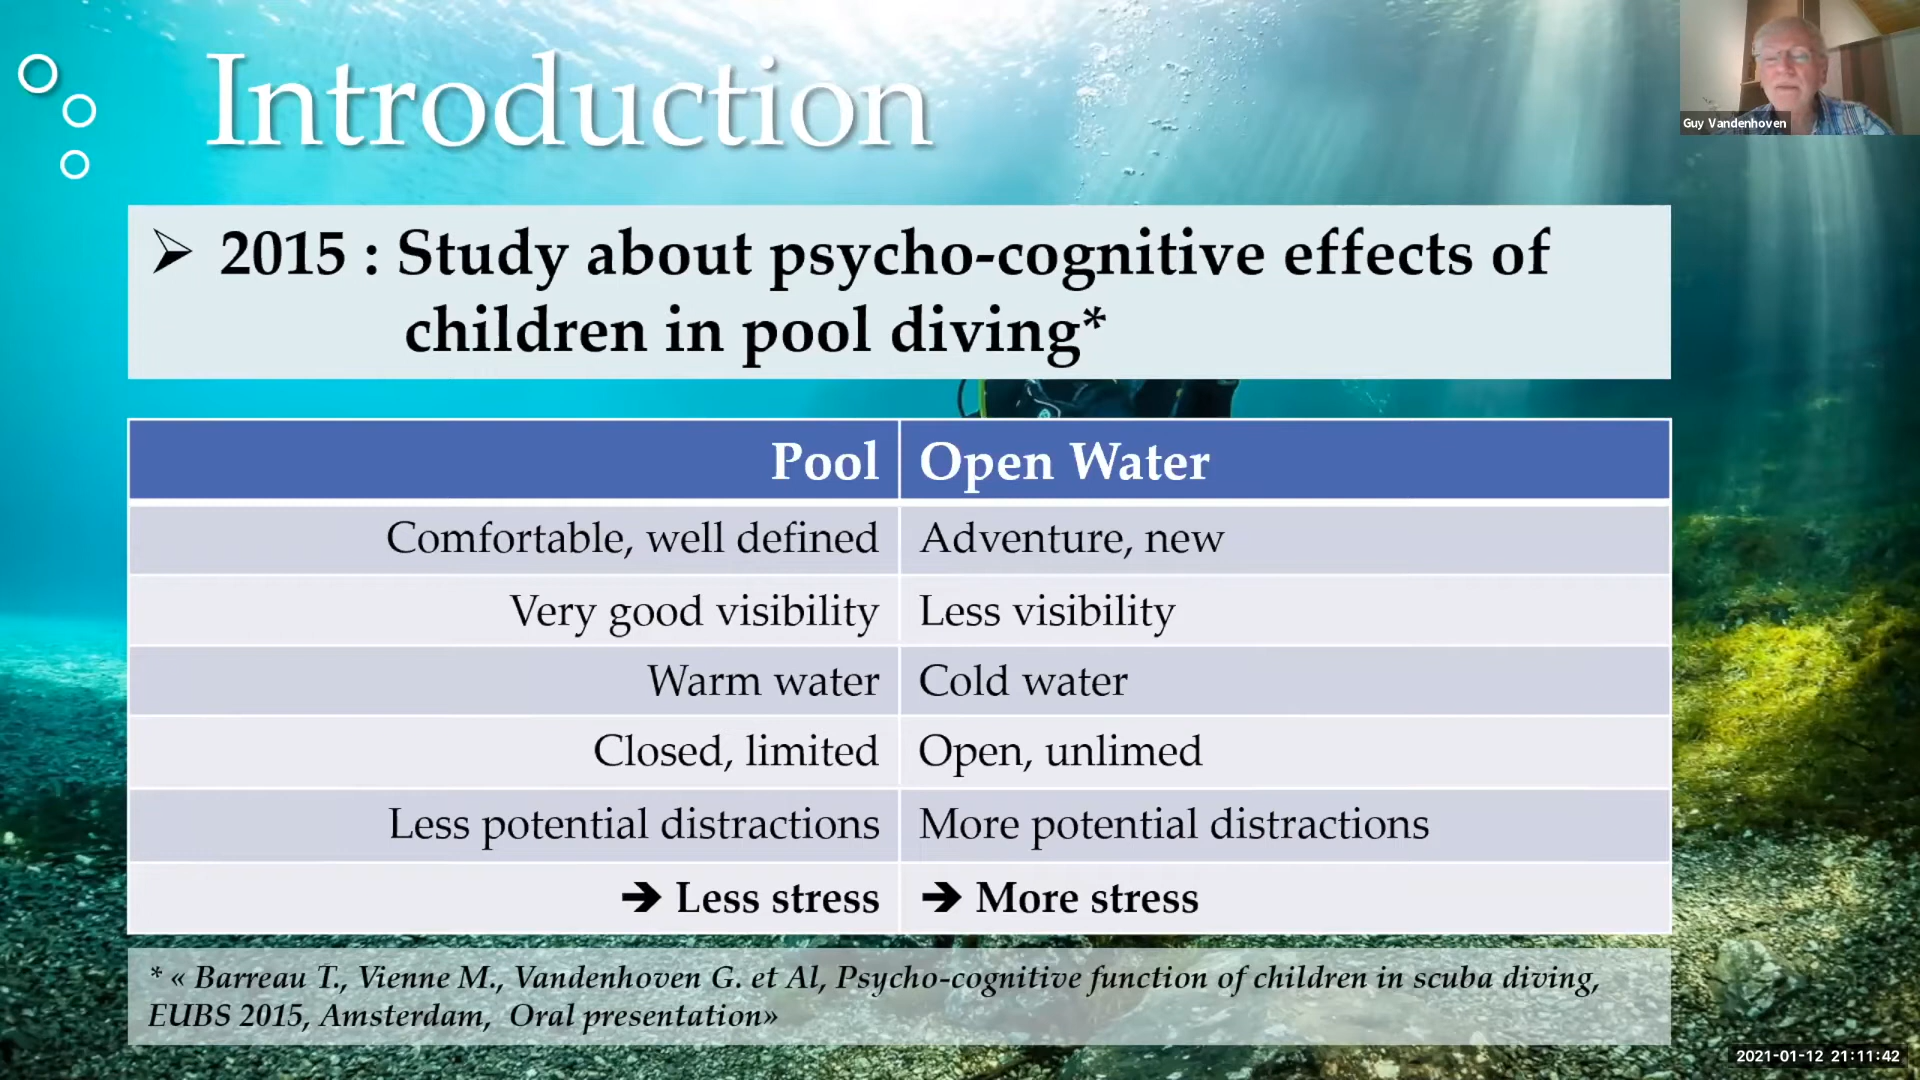 Introduction
Guy Vandenhoven
➢ 2015 : Study about psycho-cognitive effects of
children in pool diving*
Pool Open Water
Comfortable, well defined Adventure, new
Very good visibility Less visibility
Warm water Cold water
Closed, limited Open, unlimed
Less potential distractions More potential distractions
➔ Less stress ➔ More stress
* « Barreau T., Vienne M., Vandenhoven G. et Al, Psycho-cognitive function of children in scuba diving,
EUBS 2015, Amsterdam, Oral presentation»
2021-01-12 21:11:42